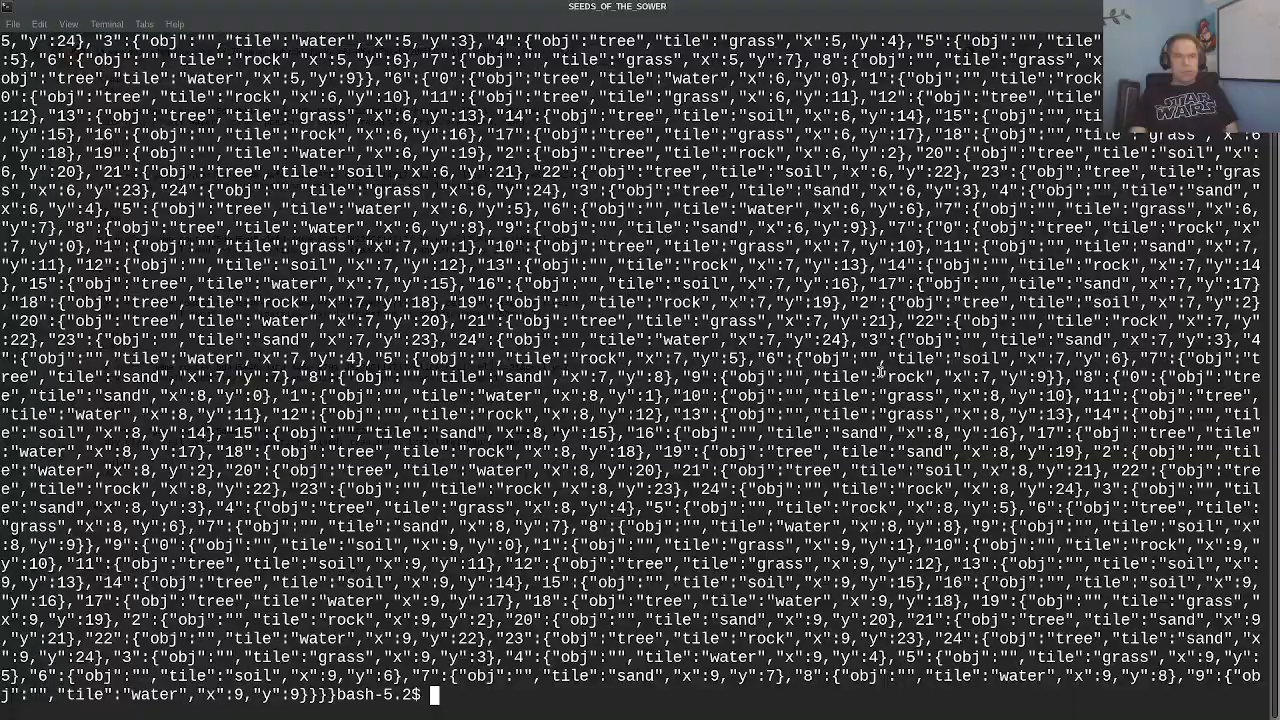 SEEDS_OF_THE_SOWER
File Edit View Terminal Tabs Help
5,"y":24},"3":{"obj":"","tile":"water","x":5,"y":3},"4":{"obj":"tree","tile":"grass","x":5,"y":4},"5":{"obj":"","tile"
:5},"6":{"obj":"","tile":"rock","x":5,"y":6},"7":{"obj":"","tile":"grass","x":5,"y":7},"8":{"obj":"","tile":"grass","x"
obj":"tree","tile":"water","x":5,"y":9}},"6":{"0":{"obj":"tree","tile":"water","x":6,"y":0},"1":{"obj":"","tile":"rock
0":{"obj":"tree","tile":"rock","x":6,"y":10},"11":{"obj":"tree","tile":"grass","x":6,"y":11},"12":{"obj":"tree","tile"
:12},"13":{"obj":"tree","tile":"grass","x":6,"y":13},"14":{"obj":"tree","tile":"soil","x":6,"y":14},"15":{"obj":"","tile"
,"y":15},"16":{"obj":"","tile":"rock","x":6,"y":16},"17":{"obj":"tree","tile":"grass","x":6,"y":17},"18":{"obj":"","tile":"grass","x":6
,"y":18},"19":{"obj":"","tile":"water","x":6,"y":19},"2":{"obj":"tree","tile":"rock","x":6,"y":2},"20":{"obj":"tree","tile":"soil","x":
6,"y":20},"21":{"obj":"tree","tile":"soil","x":6,"y":21},"22":{"obj":"tree","tile":"soil","x":6,"y":22},"23":{"obj":"tree","tile":"gras
s","x":6,"y":23},"24":{"obj":"","tile":"grass","x":6,"y":24},"3":{"obj":"tree","tile":"sand","x":6,"y":3},"4":{"obj":"","tile":"sand","
x":6,"y":4},"5":{"obj":"tree","tile":"water","x":6,"y":5},"6":{"obj":"","tile":"water","x":6,"y":6},"7":{"obj":"","tile":"grass","x":6,
"y":7},"8":{"obj":"tree","tile":"water","x":6,"y":8},"9":{"obj":"","tile":"sand","x":6,"y":9}},"7":{"0":{"obj":"tree","tile":"rock","x"
:7,"y":0},"1":{"obj":"","tile":"grass","x":7,"y":1},"10":{"obj":"tree","tile":"grass","x":7,"y":10},"11":{"obj":"","tile":"sand","x":7,
"y":11},"12":{"obj":"","tile":"soil","x":7,"y":12},"13":{"obj":"","tile":"rock","x":7,"y":13},"14":{"obj":"","tile":"rock","x":7,"y":14
},"15":{"obj":"tree","tile":"water","x":7,"y":15},"16":{"obj":"","tile":"soil","x":7,"y":16},"17":{"obj":"","tile":"sand","x":7,"y":17}
,"18":{"obj":"tree","tile":"rock","x":7,"y":18},"19":{"obj":"","tile":"rock","x":7,"y":19},"2":{"obj":"tree","tile":"soil","x":7,"y":2}
,"20":{"obj":"tree","tile":"water","x":7,"y":20},"21":{"obj":"tree","tile":"grass","x":7,"y":21},"22":{"obj":"","tile":"rock","x":7,"y"
:22},"23":{"obj":"","tile":"sand","x":7,"y":23},"24":{"obj":"","tile":"water","x":7,"y":24},"3":{"obj":"","tile":"sand","x":7,"y":3},"4
":{"obj":"","tile":"water","x":7,"y":4},"5":{"obj":"","tile":"rock","x":7,"y":5},"6":{"obj":"","tile":"soil","x":7,"y":6},"7":{"obj":"t
ree","tile":"sand","x":7,"y":7},"8":{"obj":"","tile":"sand","x":7,"y":8},"9":{"obj":"","tile":"rock","x":7,"y":9}},"8":{"0":{"obj":"tre
e","tile":"sand","x":8,"y":0},"1":{"obj":"","tile":"water","x":8,"y":1},"10":{"obj":"","tile":"grass","x":8,"y":10},"11":{"obj":"tree",
"tile":"water","x":8,"y":11},"12":{"obj":"","tile":"rock","x":8,"y":12},"13":{"obj":"","tile":"grass","x":8,"y":13},"14":{"obj":"","til
e":"soil","x":8,"y":14},"15":{"obj":"","tile":"sand","x":8,"y":15},"16":{"obj":"","tile":"sand","x":8,"y":16},"17":{"obj":"tree","tile"
:"water","x":8,"y":17},"18":{"obj":"tree","tile":"rock","x":8,"y":18},"19":{"obj":"tree","tile":"sand","x":8,"y":19},"2":{"obj":"","til
e":"water","x":8,"y":2},"20":{"obj":"tree","tile":"water","x":8,"y":20},"21":{"obj":"tree","tile":"soil","x":8,"y":21},"22":{"obj":"tre
e","tile":"rock","x":8,"y":22},"23":{"obj":"","tile":"rock","x":8,"y":23},"24":{"obj":"","tile":"rock","x":8,"y":24},"3":{"obj":"","til
e":"sand","x":8,"y":3},"4":{"obj":"tree","tile":"grass","x":8,"y":4},"5":{"obj":"","tile":"rock","x":8,"y":5},"6":{"obj":"tree","tile":
"grass","x":8,"y":6},"7":{"obj":"","tile":"sand","x":8,"y":7},"8":{"obj":"","tile":"water","x":8,"y":8},"9":{"obj":"","tile":"soil","x"
:8,"y":9}},"9":{"0":{"obj":"","tile":"soil","x":9,"y":0},"1":{"obj":"","tile":"grass","x":9,"y":1},"10":{"obj":"","tile":"rock","x":9,"
y":10},"11":{"obj":"tree","tile":"soil","x":9,"y":11},"12":{"obj":"tree","tile":"grass","x":9,"y":12},"13":{"obj":"","tile":"soil","x":
9,"y":13},"14":{"obj":"tree","tile":"soil","x":9,"y":14},"15":{"obj":"","tile":"soil","x":9,"y":15},"16":{"obj":"","tile":"soil","x":9,
"y":16},"17":{"obj":"tree","tile":"water","x":9,"y":17},"18":{"obj":"tree","tile":"water","x":9,"y":18},"19":{"obj":"","tile":"grass","
x":9,"y":19},"2":{"obj":"","tile":"rock","x":9,"y":2},"20":{"obj":"","tile":"sand","x":9,"y":20},"21":{"obj":"tree","tile":"sand","x":9
,"y":21},"22":{"obj":"","tile":"water","x":9,"y":22},"23":{"obj":"tree","tile":"rock","x":9,"y":23},"24":{"obj":"tree","tile":"sand","x
":9,"y":24},"3":{"obj":"","tile":"grass","x":9,"y":3},"4":{"obj":"","tile":"water","x":9,"y":4},"5":{"obj":"","tile":"grass","x":9,"y":
5},"6":{"obj":"","tile":"soil","x":9,"y":6},"7":{"obj":"","tile":"sand","x":9,"y":7},"8":{"obj":"","tile":"water","x":9,"y":8},"9":{"ob
j":"","tile":"water","x":9,"y":9}}}}bash-5.2$
STAR
WARS